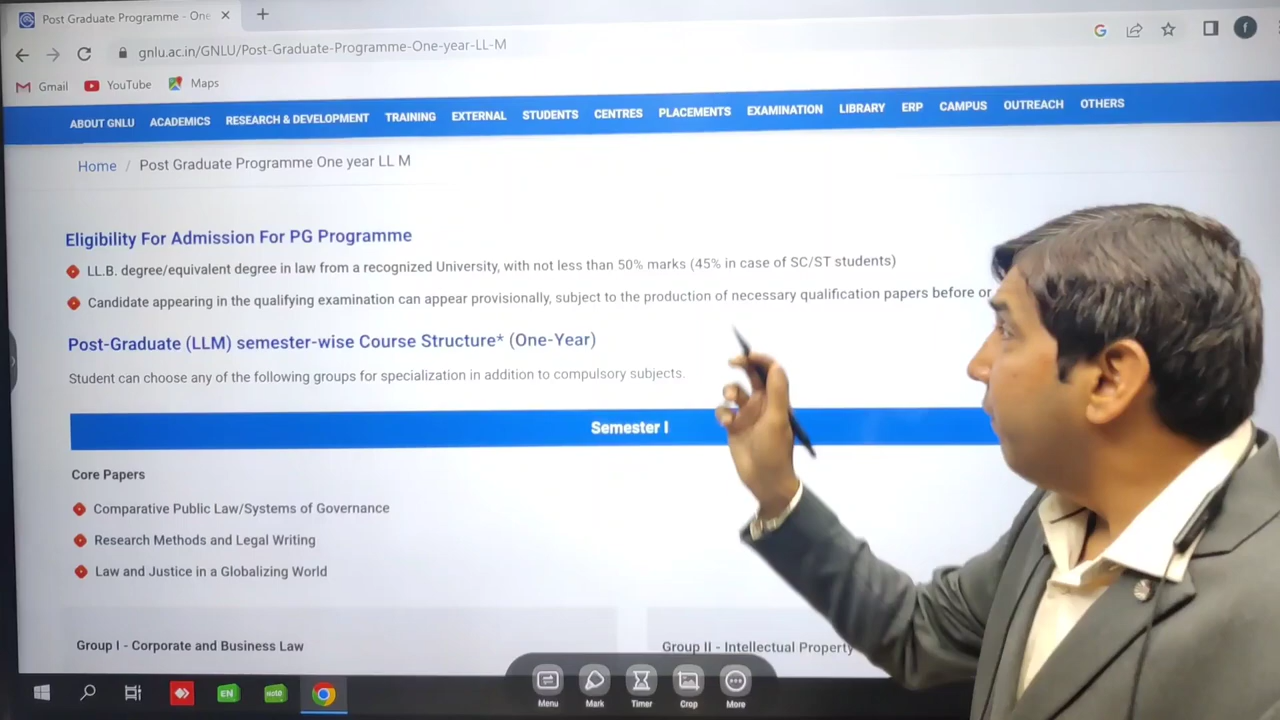 Post Graduate Programme - One
gnlu.ac.in/GNLU/Post-Graduate-Programme-One-year-LL-M
f
Gmail YouTube Maps
ABOUT GNLU ACADEMICS RESEARCH & DEVELOPMENT TRAINING EXTERNAL STUDENTS CENTRES PLACEMENTS EXAMINATION LIBRARY ERP CAMPUS OUTREACH OTHERS
Home / Post Graduate Programme One year LL M
Eligibility For Admission For PG Programme
LL.B. degree/equivalent degree in law from a recognized University, with not less than 50% marks (45% in case of SC/ST students)
Candidate appearing in the qualifying examination can appear provisionally, subject to the production of necessary qualification papers before or
Post-Graduate (LLM) semester-wise Course Structure* (One-Year)
Student can choose any of the following groups for specialization in addition to compulsory subjects.
Semester I
Core Papers
Comparative Public Law/Systems of Governance
Research Methods and Legal Writing
Law and Justice in a Globalizing World
Group I - Corporate and Business Law
Group II - Intellectual Property
EN
Note
Menu Mark Timer Crop More